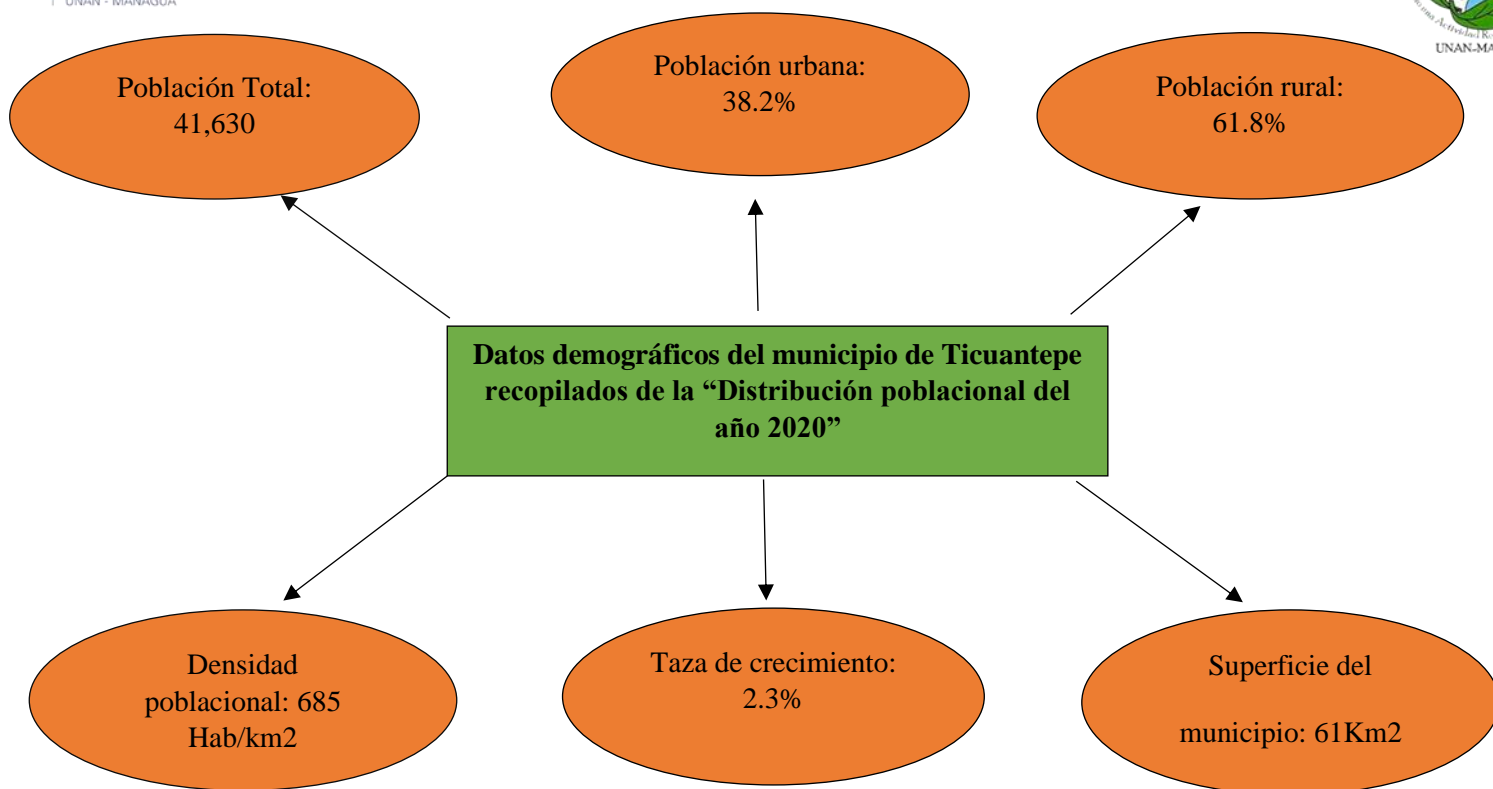 UNAN - MANAGUA
UNAN-MA
Población Total:
41,630
Población urbana:
38.2%
Población rural:
61.8%
Datos demográficos del municipio de Ticuantepe
recopilados de la “Distribución poblacional del
año 2020”
Densidad
poblacional: 685
Hab/km2
Taza de crecimiento:
2.3%
Superficie del
municipio: 61Km2